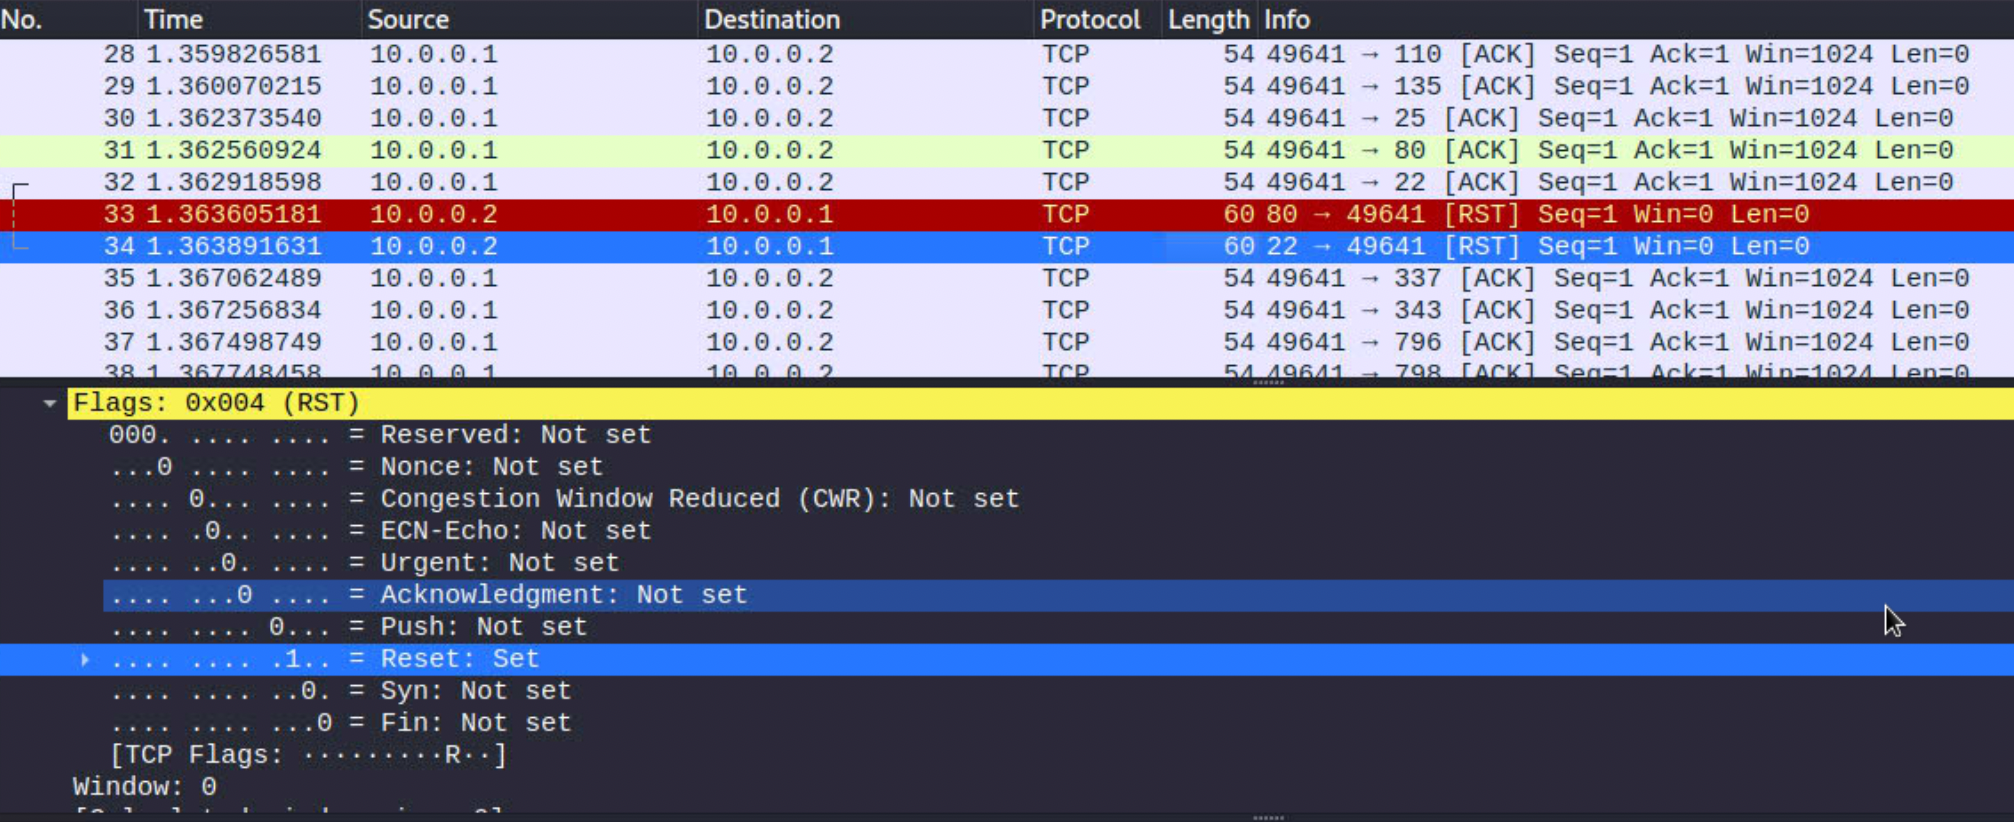 No. Time Source Destination Protocol Length Info
28 1.359826581 10.0.0.1 10.0.0.2 TCP 54 49641 → 110 [ACK] Seq=1 Ack=1 Win=1024 Len=0
29 1.360070215 10.0.0.1 10.0.0.2 TCP 54 49641 → 135 [ACK] Seq=1 Ack=1 Win=1024 Len=0
30 1.362373540 10.0.0.1 10.0.0.2 TCP 54 49641 → 25 [ACK] Seq=1 Ack=1 Win=1024 Len=0
31 1.362560924 10.0.0.1 10.0.0.2 TCP 54 49641 → 80 [ACK] Seq=1 Ack=1 Win=1024 Len=0
32 1.362918598 10.0.0.1 10.0.0.2 TCP 54 49641 → 22 [ACK] Seq=1 Ack=1 Win=1024 Len=0
33 1.363605181 10.0.0.2 10.0.0.1 TCP 60 80 → 49641 [RST] Seq=1 Win=0 Len=0
34 1.363891631 10.0.0.2 10.0.0.1 TCP 60 22 → 49641 [RST] Seq=1 Win=0 Len=0
35 1.367062489 10.0.0.1 10.0.0.2 TCP 54 49641 → 337 [ACK] Seq=1 Ack=1 Win=1024 Len=0
36 1.367256834 10.0.0.1 10.0.0.2 TCP 54 49641 → 343 [ACK] Seq=1 Ack=1 Win=1024 Len=0
37 1.367498749 10.0.0.1 10.0.0.2 TCP 54 49641 → 796 [ACK] Seq=1 Ack=1 Win=1024 Len=0
38 1.367748458 10.0.0.1 10.0.0.2 TCP 54 49641 → 798 [ACK] Seq=1 Ack=1 Win=1024 Len=0
Flags: 0x004 (RST)
000. .... .... = Reserved: Not set
...0 .... .... = Nonce: Not set
.... 0... .... = Congestion Window Reduced (CWR): Not set
.... .0.. .... = ECN-Echo: Not set
.... ..0. .... = Urgent: Not set
.... ...0 .... = Acknowledgment: Not set
.... .... 0... = Push: Not set
.... .... .1.. = Reset: Set
.... .... ..0. = Syn: Not set
.... .... ...0 = Fin: Not set
[TCP Flags: ·········R··]
Window: 0